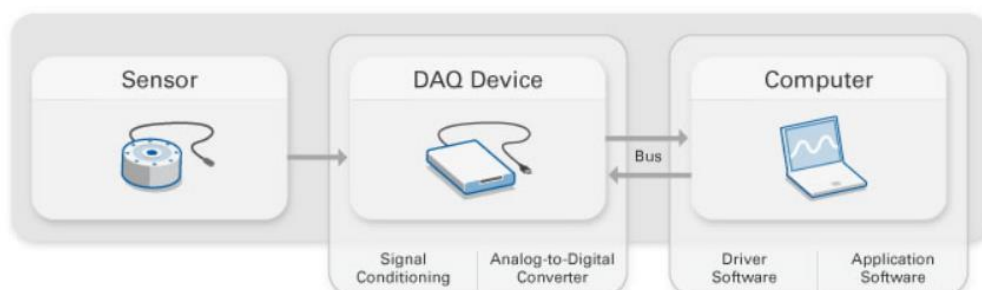 Sensor
DAQ Device
Computer
Bus
Signal
Conditioning
Analog-to-Digital
Converter
Driver
Software
Application
Software